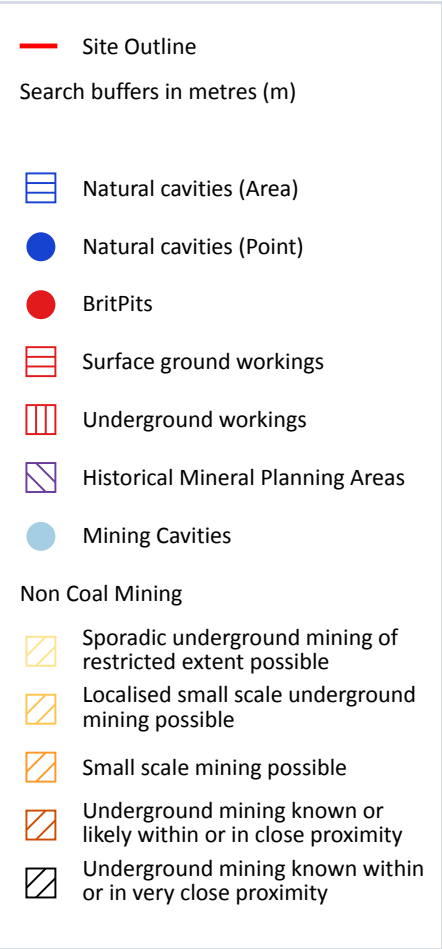 Site Outline
Search buffers in metres (m)
Natural cavities (Area)
Natural cavities (Point)
BritPits
Surface ground workings
Underground workings
Historical Mineral Planning Areas
Mining Cavities
Non Coal Mining
Sporadic underground mining of
restricted extent possible
Localised small scale underground
mining possible
Small scale mining possible
Underground mining known or
likely within or in close proximity
Underground mining known within
or in very close proximity